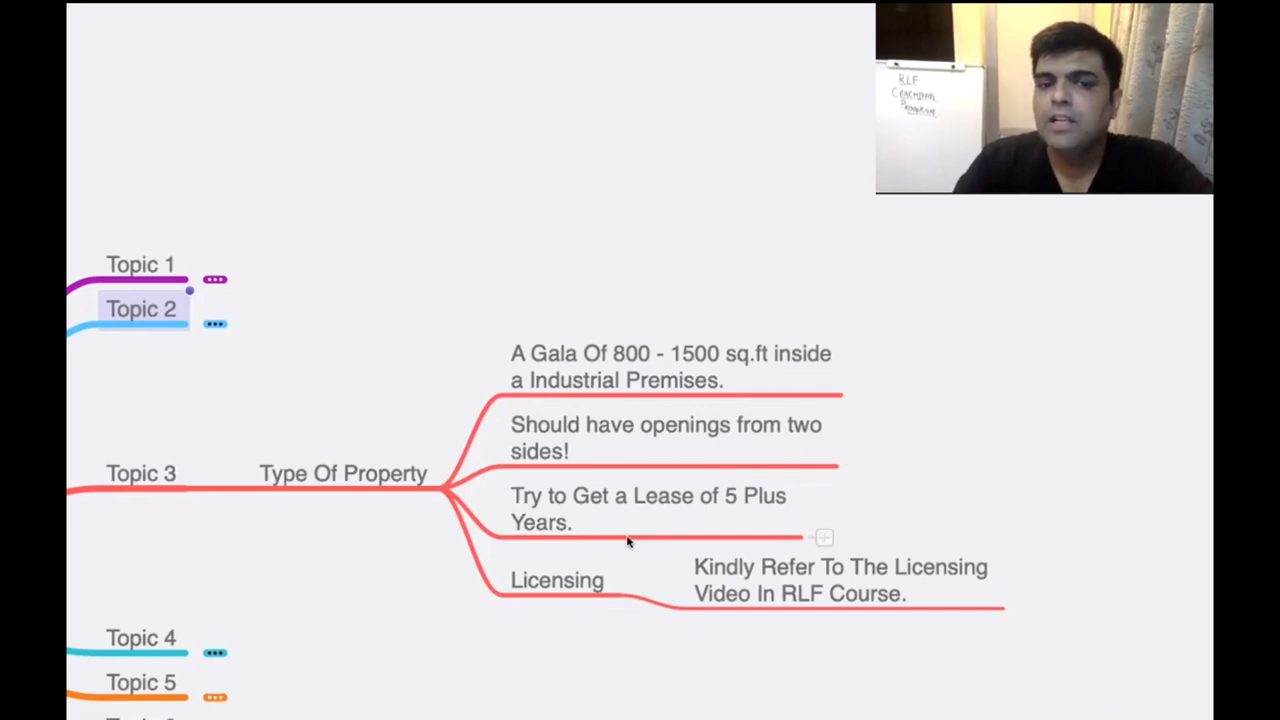 RLF
COACHING
PROGRAM
Topic 1
Topic 2
A Gala Of 800 - 1500 sq.ft inside
a Industrial Premises.
Should have openings from two
sides!
Topic 3
Type Of Property
Try to Get a Lease of 5 Plus
Years.
Licensing
Kindly Refer To The Licensing
Video In RLF Course.
Topic 4
Topic 5